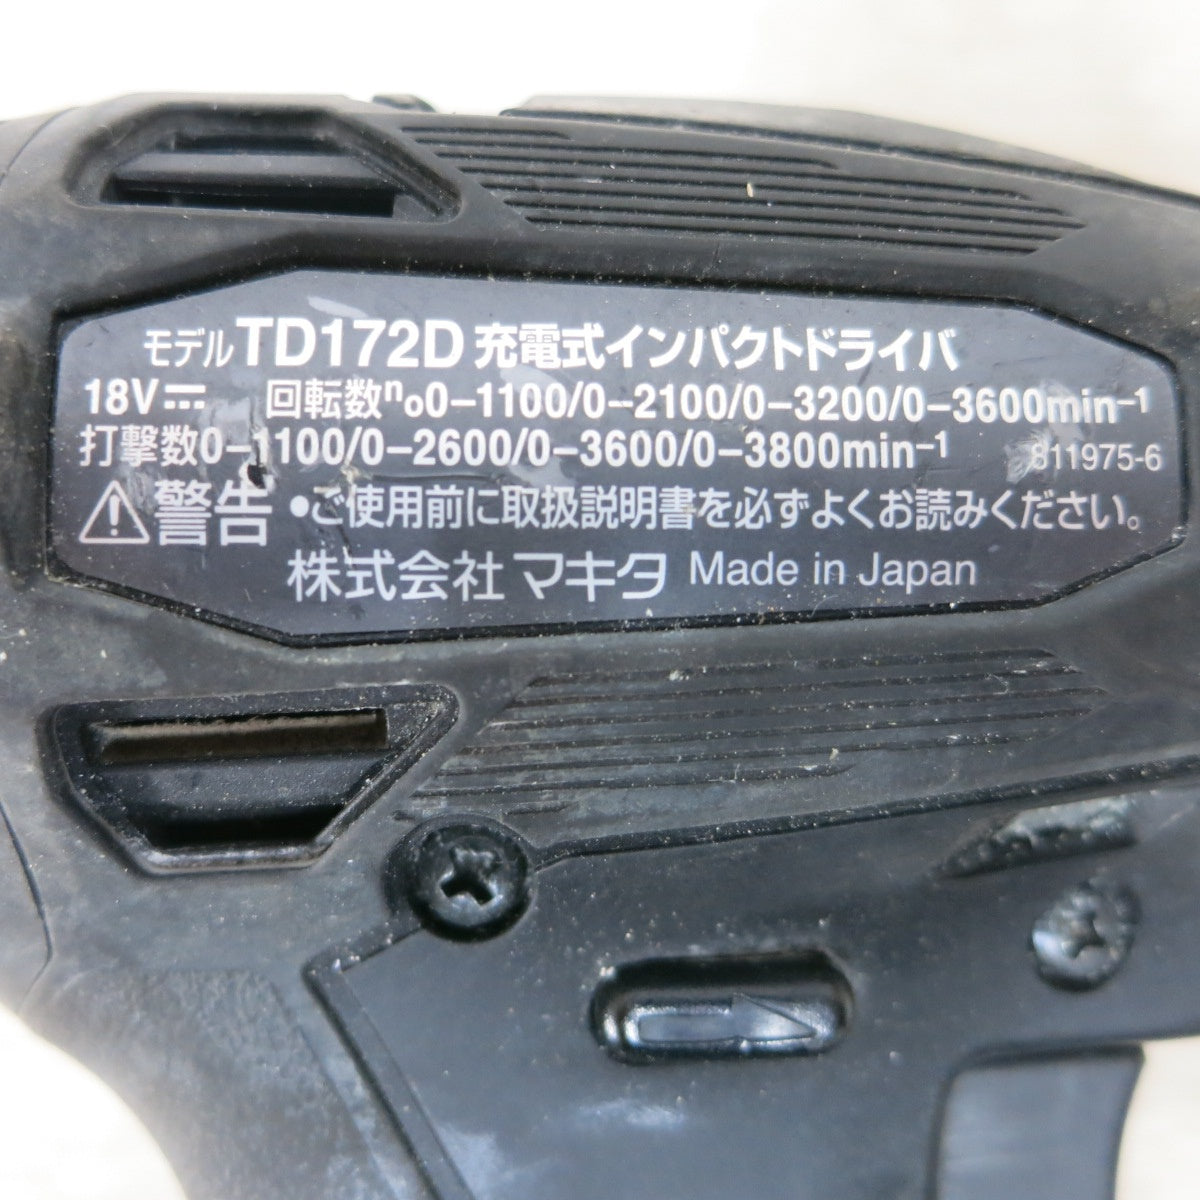 モデルTD172D 充電式インパクトドライバ
18V⎓ 回転数n₀0-1100/0-2100/0-3200/0-3600min⁻¹
打撃数0-1100/0-2600/0-3600/0-3800min⁻¹ 811975-6
⚠警告 •ご使用前に取扱説明書を必ずよくお読みください。
株式会社マキタ Made in Japan